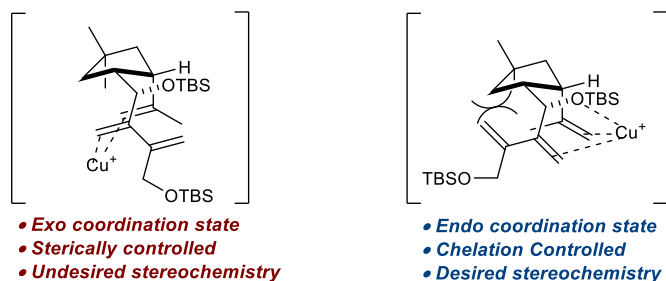 H
OTBS
Cu+
OTBS
• Exo coordination state
• Sterically controlled
• Undesired stereochemistry
H
OTBS
Cu+
TBSO
• Endo coordination state
• Chelation Controlled
• Desired stereochemistry